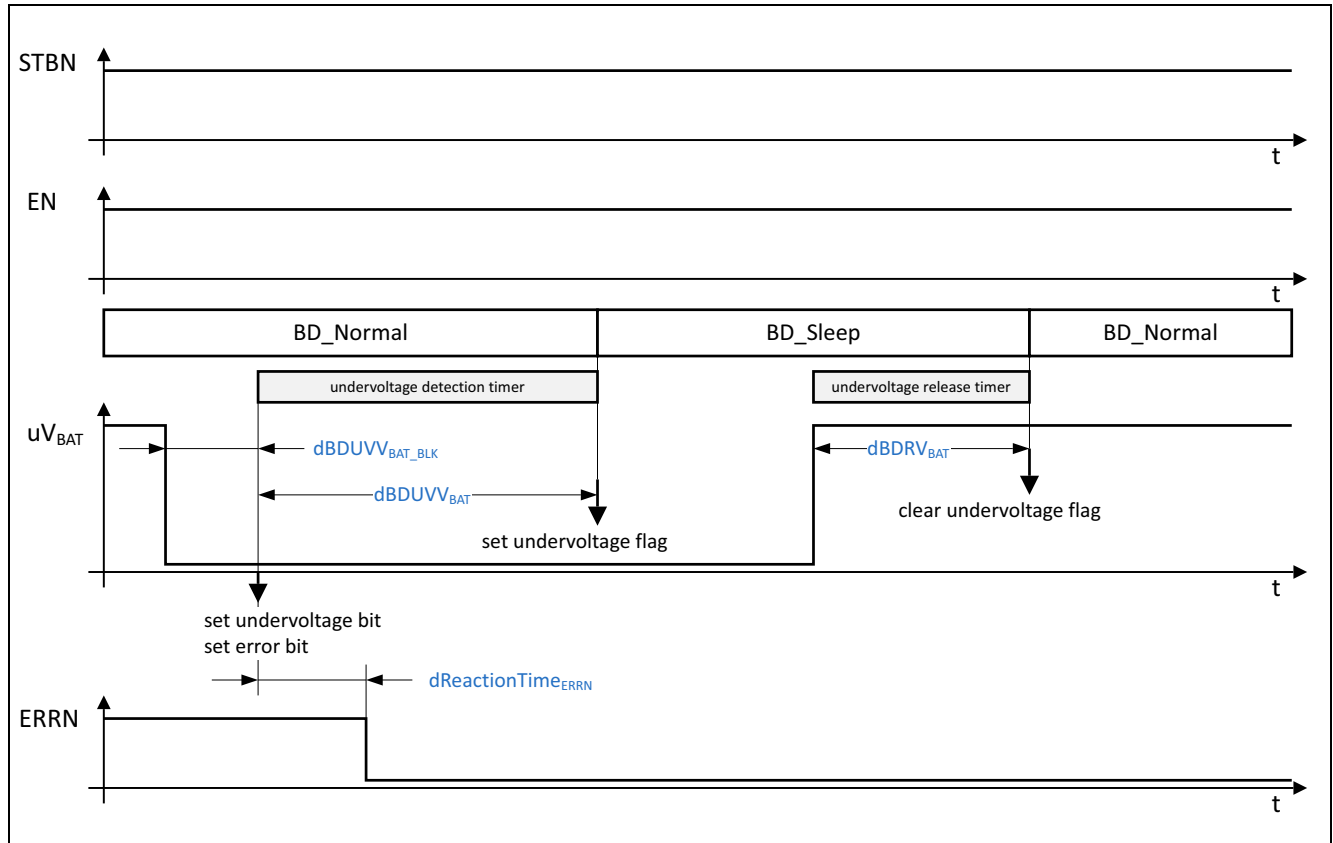 STBN
t
EN
t
BD_Normal
BD_Sleep
BD_Normal
undervoltage detection timer
undervoltage release timer
uVBAT
dBDUVVBAT_BLK
dBDRVBAT
dBDUVVBAT
clear undervoltage flag
set undervoltage flag
t
set undervoltage bit
set error bit
dReactionTimeERRN
ERRN
t